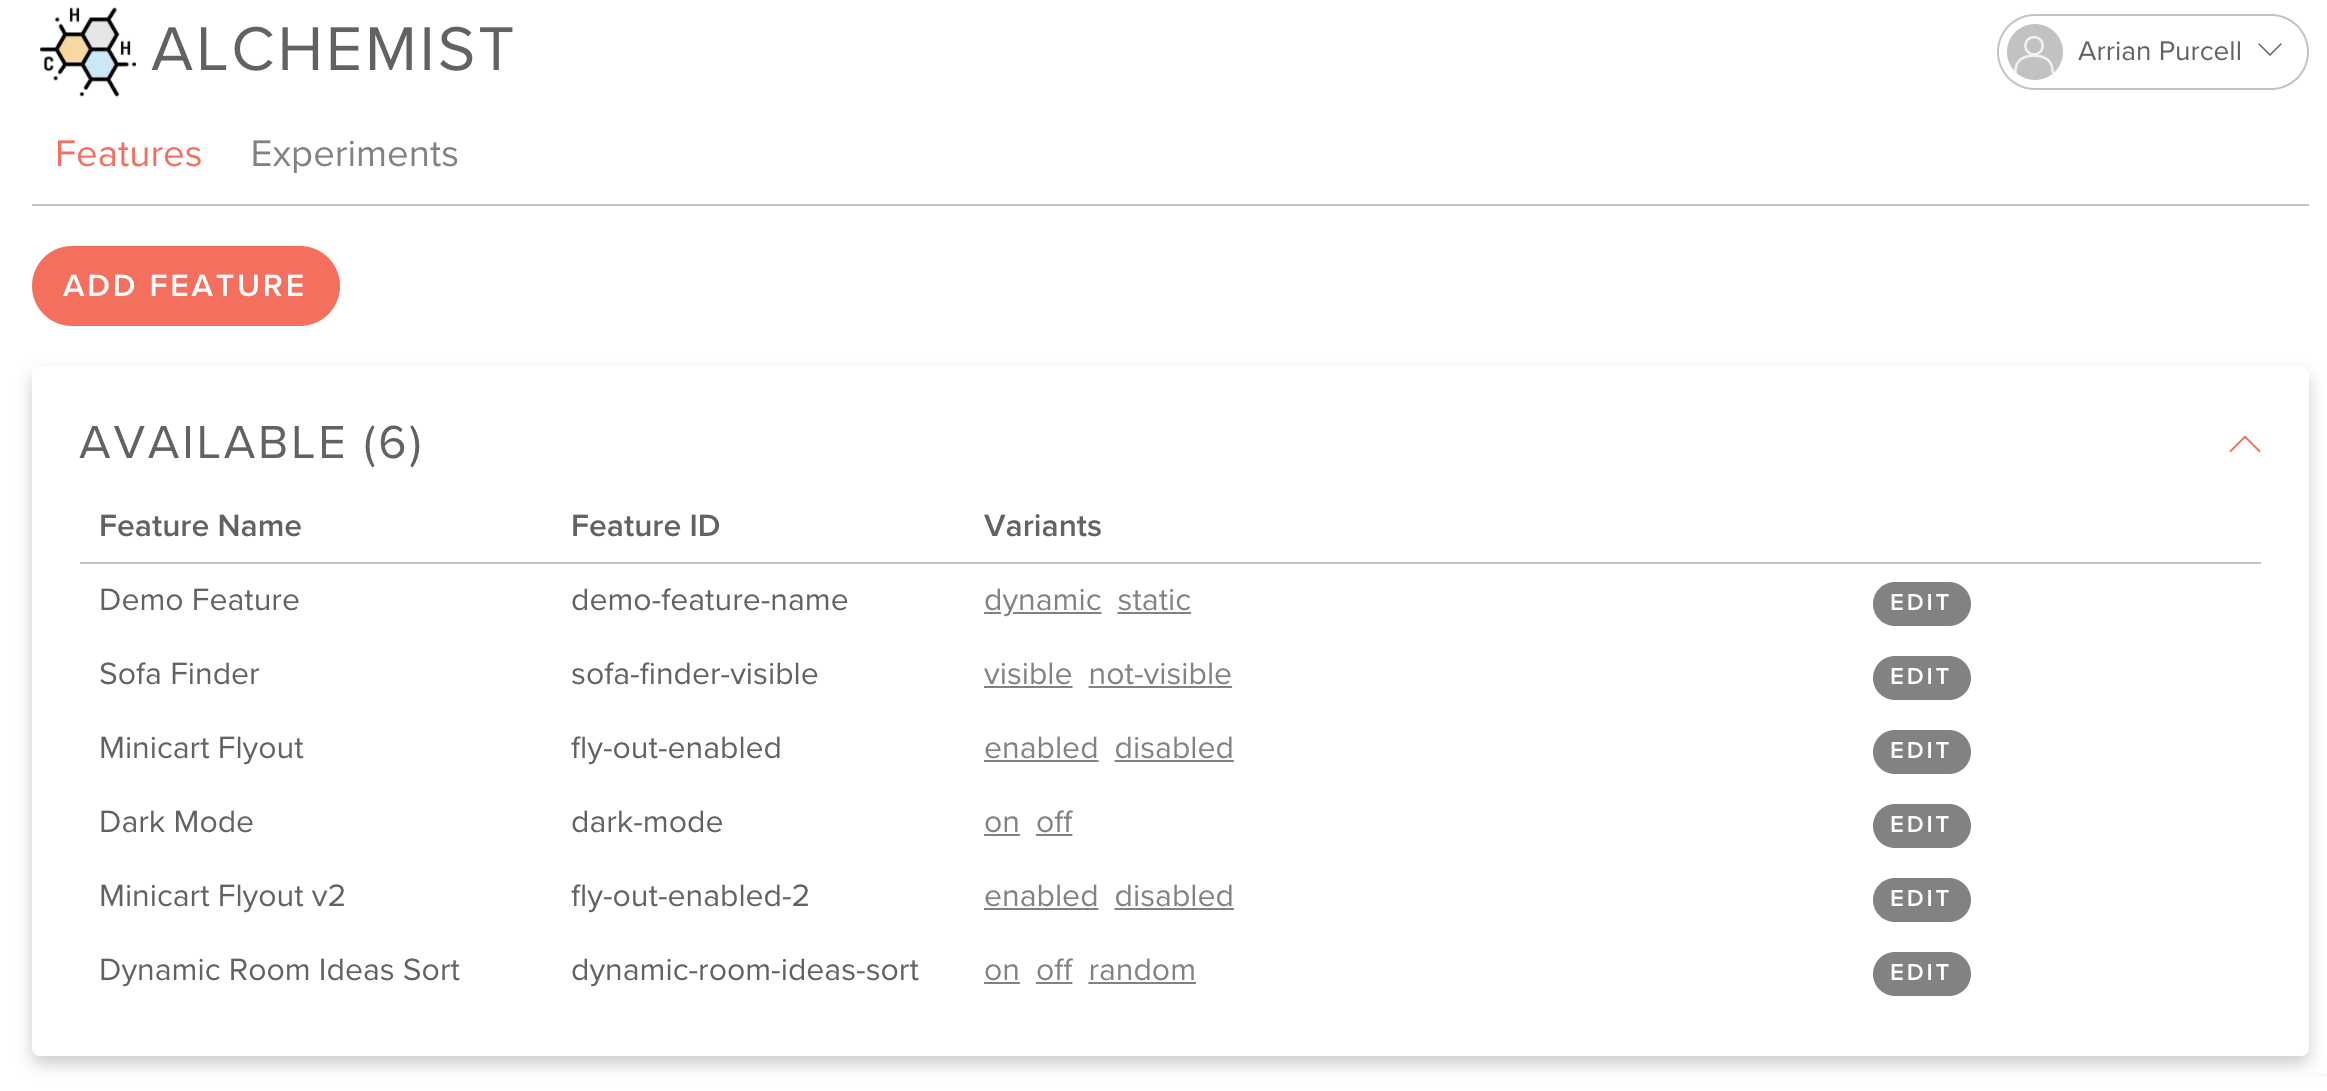 H
H
C
ALCHEMIST
Arrian Purcell
Features Experiments
ADD FEATURE
AVAILABLE (6)
Feature Name Feature ID Variants
Demo Feature demo-feature-name dynamic static EDIT
Sofa Finder sofa-finder-visible visible not-visible EDIT
Minicart Flyout fly-out-enabled enabled disabled EDIT
Dark Mode dark-mode on off EDIT
Minicart Flyout v2 fly-out-enabled-2 enabled disabled EDIT
Dynamic Room Ideas Sort dynamic-room-ideas-sort on off random EDIT